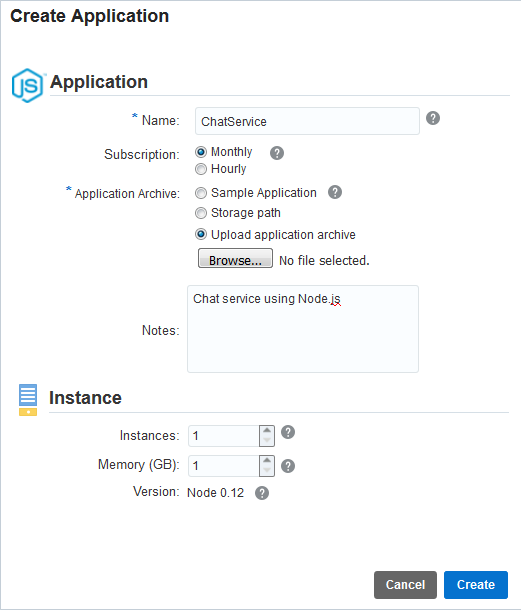 Create Application
JS Application
* Name: ChatService ?
Subscription: Monthly ?
Hourly
* Application Archive: Sample Application ?
Storage path
Upload application archive
Browse... No file selected.
Chat service using Node.js
Notes:
Instance
Instances: 1 ?
Memory (GB): 1 ?
Version: Node 0.12 ?
Cancel Create